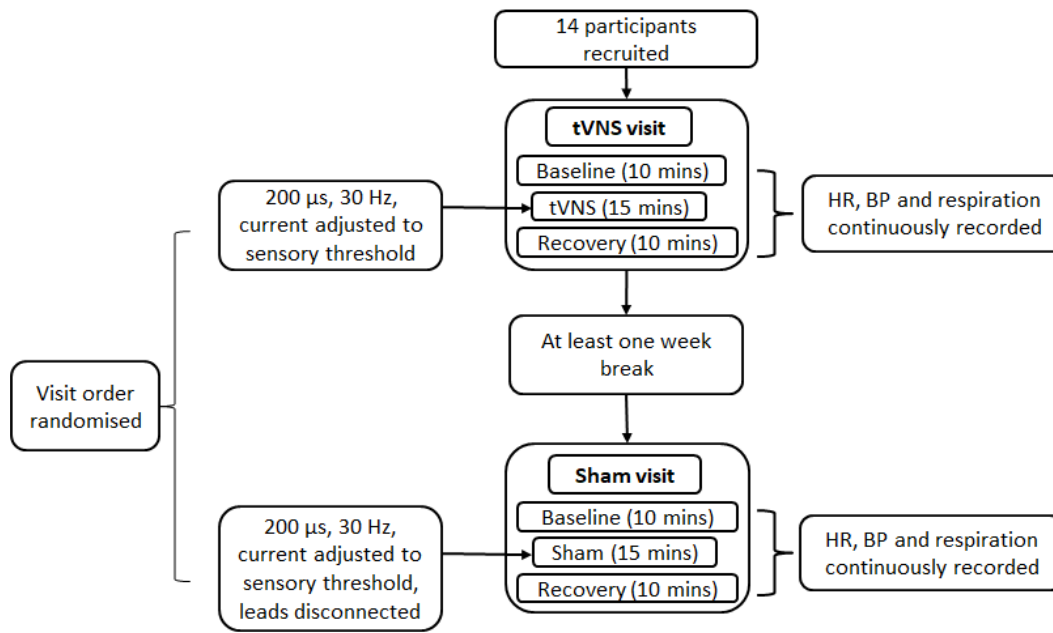 14 participants
recruited
tVNS visit
Baseline (10 mins)
tVNS (15 mins)
Recovery (10 mins)
200 µs, 30 Hz,
current adjusted to
sensory threshold
HR, BP and respiration
continuously recorded
At least one week
break
Visit order
randomised
Sham visit
Baseline (10 mins)
Sham (15 mins)
Recovery (10 mins)
200 µs, 30 Hz,
current adjusted to
sensory threshold,
leads disconnected
HR, BP and respiration
continuously recorded